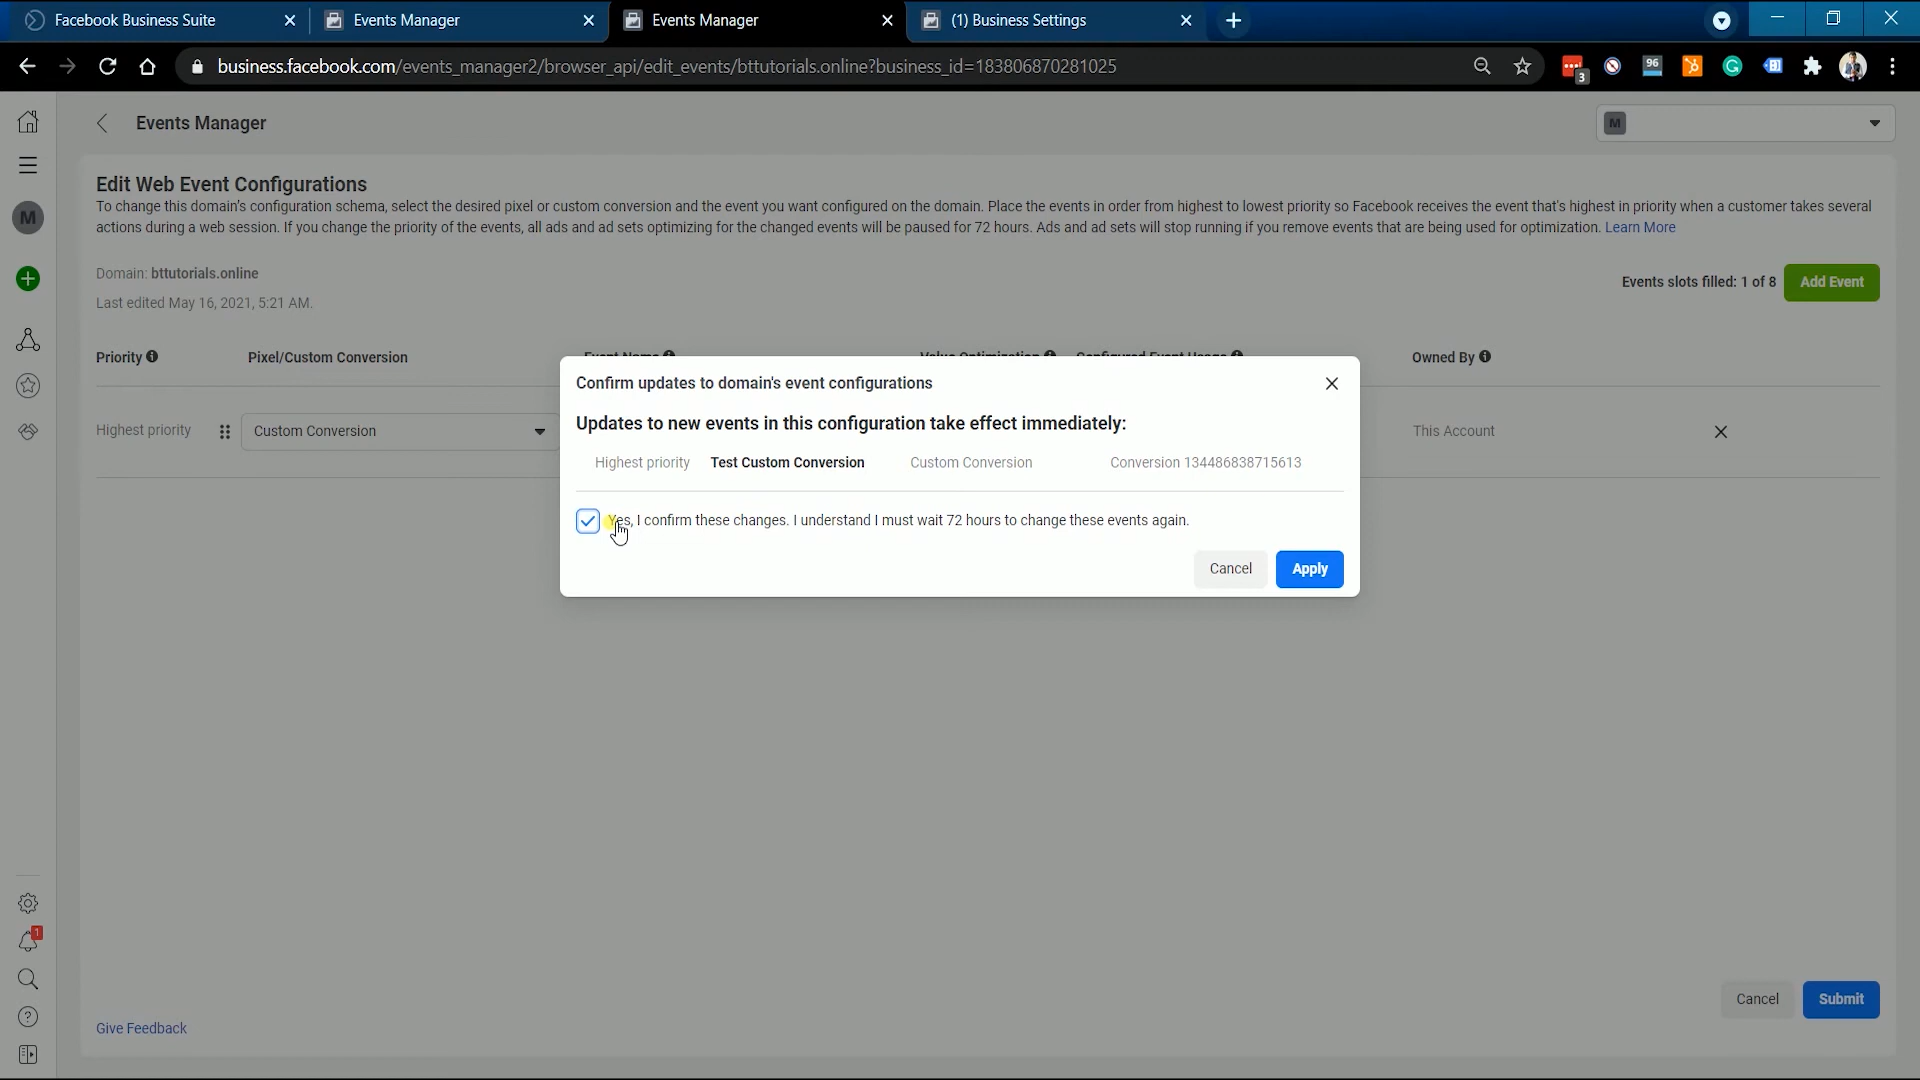 Facebook Business Suite
Events Manager
Events Manager
(1) Business Settings
business.facebook.com/events_manager2/browser_api/edit_events/bttutorials.online?business_id=183806870281025
3
96
Events Manager
M
M
Edit Web Event Configurations
To change this domain's configuration schema, select the desired pixel or custom conversion and the event you want configured on the domain. Place the events in order from highest to lowest priority so Facebook receives the event that's highest in priority when a customer takes several
actions during a web session. If you change the priority of the events, all ads and ad sets optimizing for the changed events will be paused for 72 hours. Ads and ad sets will stop running if you remove events that are being used for optimization. Learn More
Domain: bttutorials.online
Last edited May 16, 2021, 5:21 AM.
Events slots filled: 1 of 8
Add Event
Priority
Pixel/Custom Conversion
Event Name
Value Optimization
Configured Event Usage
Owned By
Highest priority
Custom Conversion
This Account
Confirm updates to domain's event configurations
Updates to new events in this configuration take effect immediately:
Highest priority Test Custom Conversion Custom Conversion Conversion 134486838715613
Yes, I confirm these changes. I understand I must wait 72 hours to change these events again.
Cancel
Apply
1
Cancel
Submit
Give Feedback